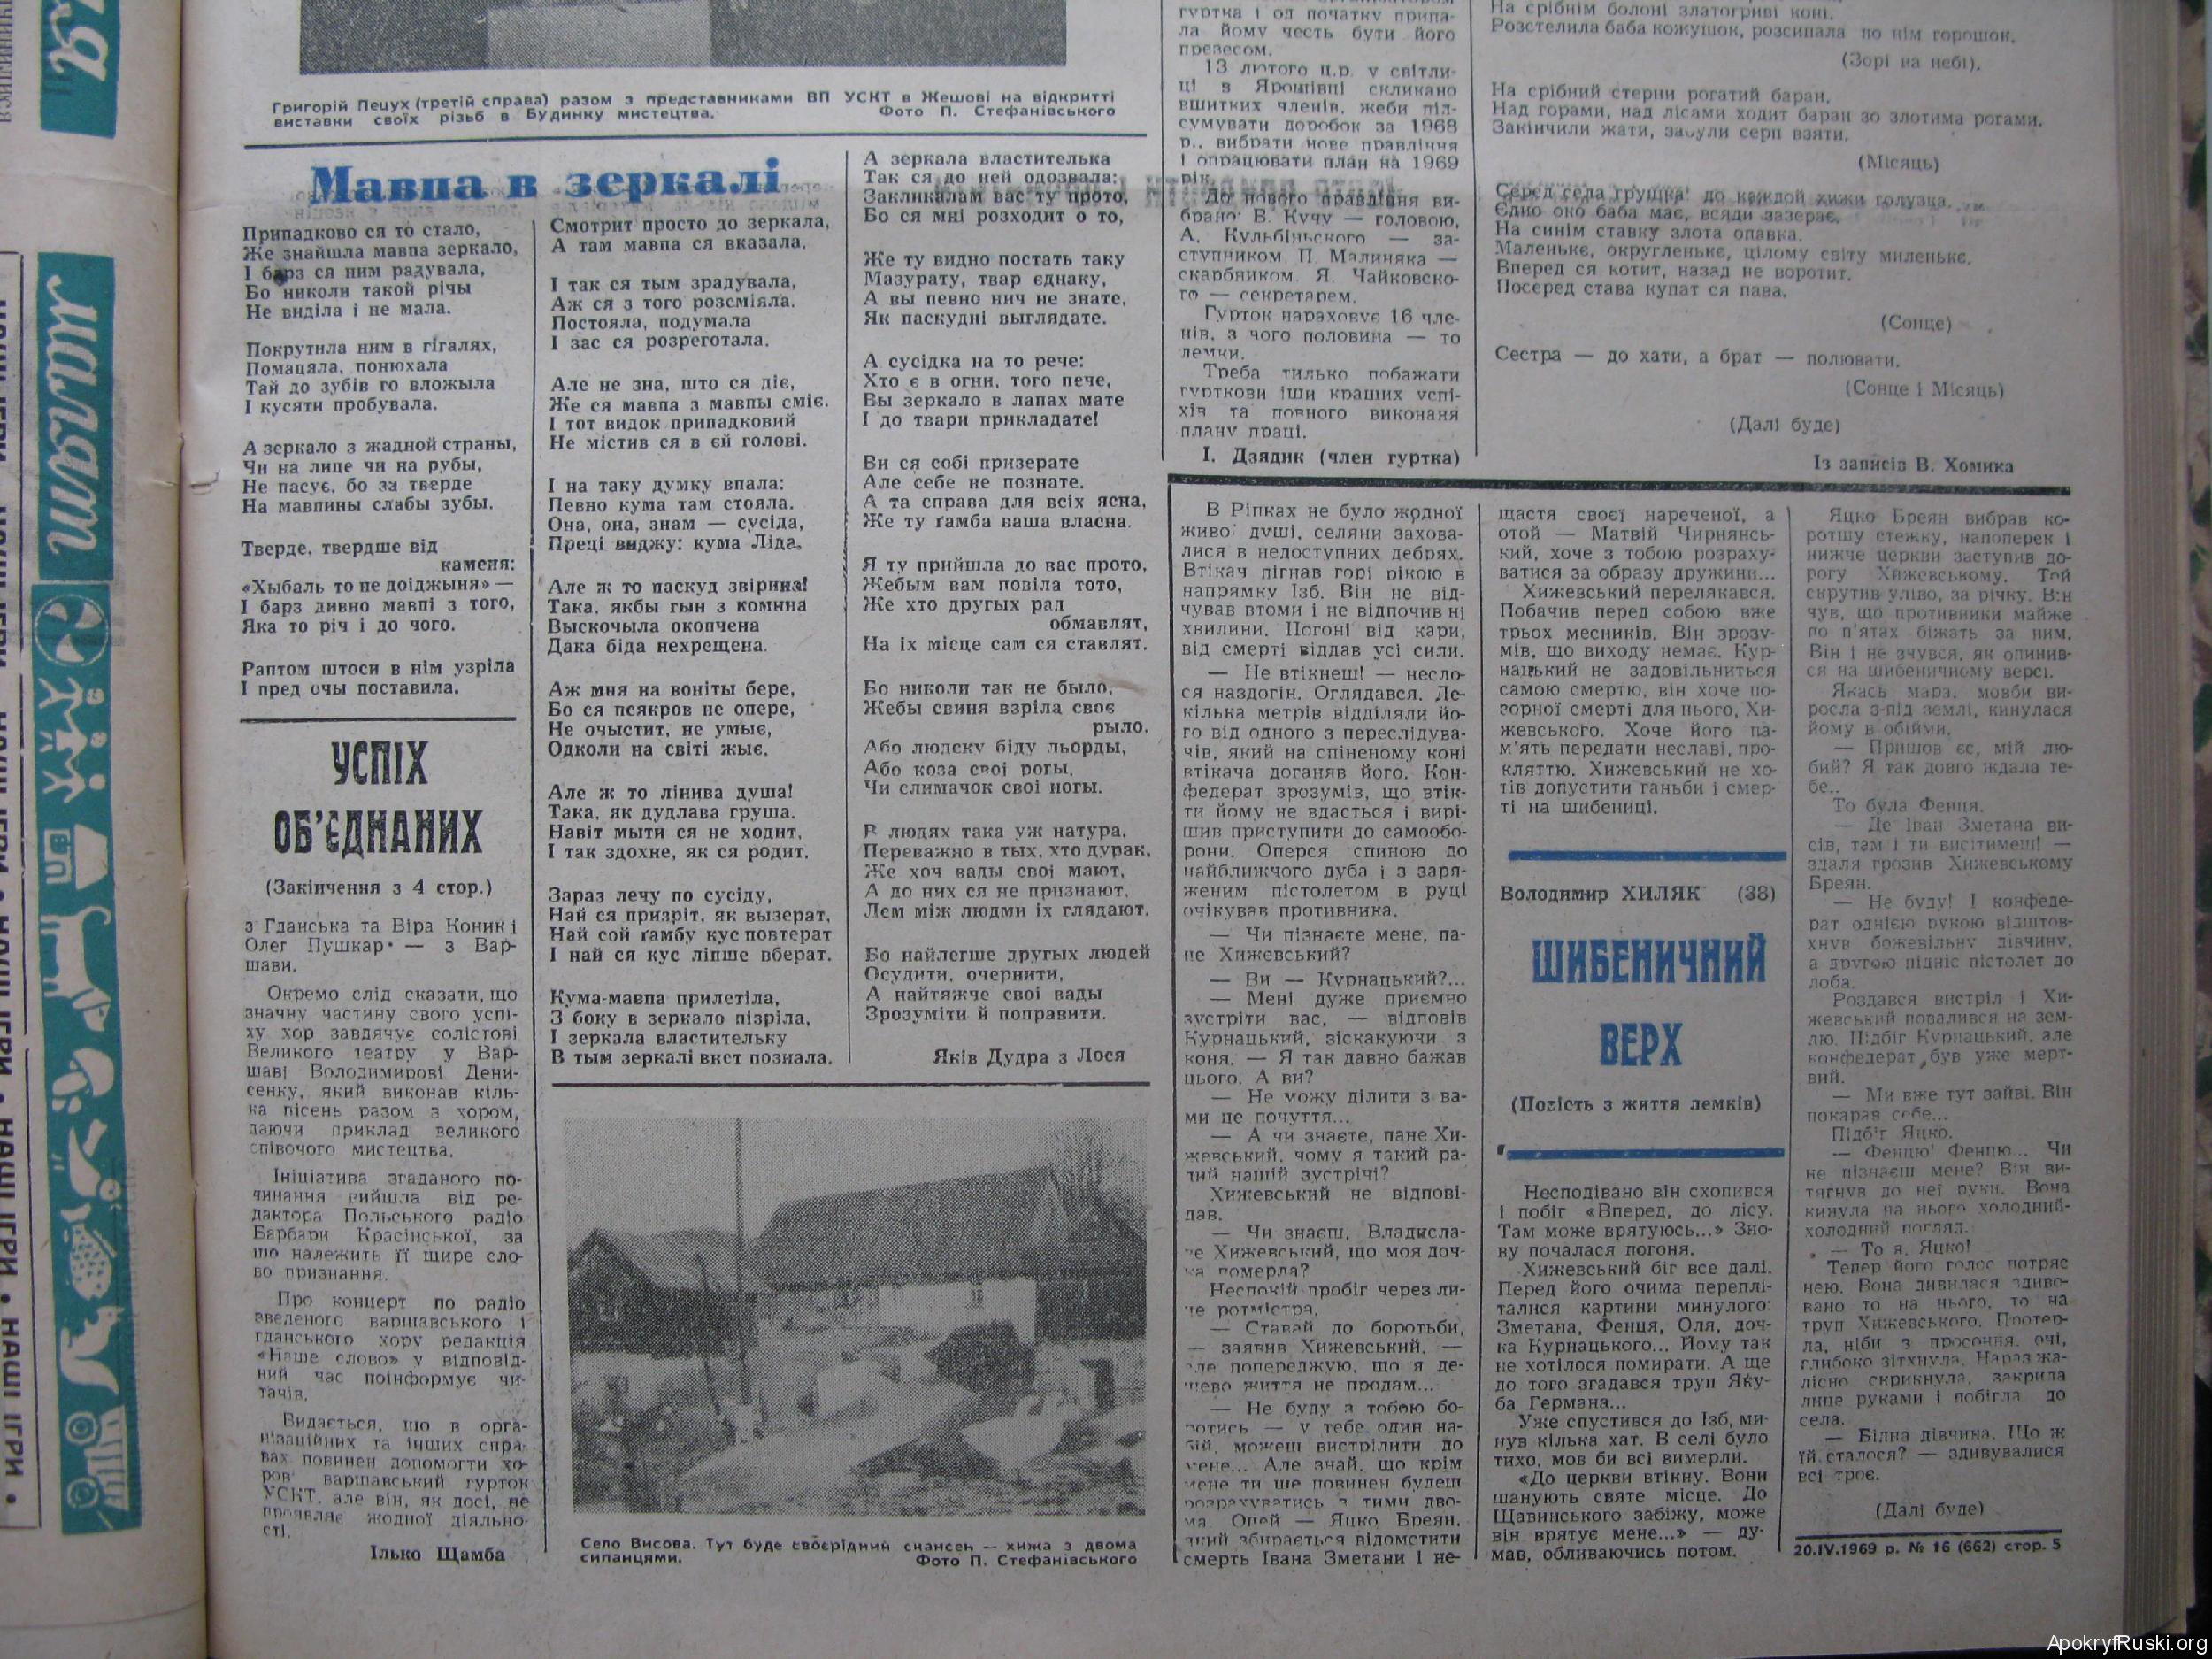 Григорій Пецух (третій справа) разом з представниками ВП УСКТ в Жешові на відкритті
виставки своїх різьб в Будинку мистецтва. Фото П. Стефанівського
Мавпа в зеркалі
Припадково ся то стало,
Же знайшла мавпа зеркало,
І барз ся ним радувала,
Бо николи такой річы
Не виділа і не мала.
Покрутила ним в гігалях,
Помацяла, понюхала
Тай до зубів го вложыла
І кусяти пробувала.
А зеркало з жадной страны,
Чи на лице чи на рубы,
Не пасує, бо за тверде
На мавпины слабы зубы.
Тверде, твердше від
каменя:
«Хыбаль то не доіджыня» —
І барз дивно мавпі з того,
Яка то річ і до чого.
Раптом штоси в нім узріла
І пред очы поставила.
Смотрит просто до зеркала,
А там мавпа ся вказала.
І так ся тым зрадувала,
Аж ся з того розсміяла.
Постояла, подумала
І зас ся розреготала.
Але не зна, што ся діє,
Же ся мавпа з мавпы сміє.
І тот видок припадковий
Не містив ся в єй голові.
І на таку думку впала:
Певно кума там стояла.
Она, она, знам — сусіда,
Преці виджу: кума Ліда.
Але ж то паскуд звірина!
Така, якбы гын з комина
Выскочыла окопчена
Дака біда нехрещена.
Аж мня на воніты бере,
Бо ся псякров не опере,
Не очыстит, не умыє,
Одколи на світі жыє.
Але ж то лінива душа!
Така, як дудлава груша.
Навіт мыти ся не ходит,
І так здохне, як ся родит.
Зараз лечу по сусіду,
Най ся призріт, як вызерат,
Най сой ґамбу кус повтерат
І най ся кус ліпше вберат.
Кума-мавпа прилетіла,
З боку в зеркало пізріла,
І зеркала властительку
В тым зеркалі вкст познала.
А зеркала властителька
Так ся до ней одозвала:
Закликалам вас ту прото,
Бо ся мні розходит о то,
Же ту видно постать таку
Мазурату, твар єднаку,
А вы певно нич не знате,
Як паскудні выглядате.
А сусідка на то рече:
Хто є в огни, того пече,
Вы зеркало в лапах мате
І до твари прикладате!
Ви ся собі призерате
Але себе не познате.
А та справа для всіх ясна,
Же ту ґамба ваша власна.
Я ту прийшла до вас прото,
Жебым вам повіла тото,
Же хто других рад
обмавлят,
На іх місце сам ся ставлят.
Бо николи так не было,
Жебы свиня взріла своє
рыло.
Або людску біду льорды,
Або коза свої рогы,
Чи слимачок свої ногы.
В людях така уж натура,
Переважно в тых, хто дурак,
Же хоч вады свої мают,
А до них ся не признают,
Лем між людми іх глядают.
Бо найлегше другых людей
Осудити, очернити,
А найтяжче свої вады
Зрозуміти й поправити.
Яків Дудра з Лося
УСПІХ
ОБ'ЄДНАНИХ
(Закінчення з 4 стор.)
з Гданська та Віра Коник і
Олег Пушкар — з Вар-
шави.
Окремо слід сказати, що
значну частину свого успі-
ху хор завдячує солістові
Великого театру у Вар-
шаві Володимирові Дени-
сенку, який виконав кіль-
ка пісень разом з хором,
даючи приклад великого
співочого мистецтва.
Ініціатива згаданого по-
чинання вийшла від ре-
дактора Польського радіо
Барбари Красінської, за
що належить її щире сло-
во признання.
Про концерт по радіо
зведеного варшавського і
гданського хору редакція
«Наше слово» у відповід-
ний час поінформує чи-
тачів.
Видається, що в орга-
нізаційних та інших спра-
вах повинен допомогти хо-
рові варшавський гурток
УСКТ, але він, як досі, не
проявляє жодної діяльно-
сті.
Ілько Щамба
Село Висова. Тут буде своєрідний скансен — хижа з двома
сипанцями. Фото П. Стефанівського
гуртка і од початку припа-
ла йому честь бути його
презесом.
13 лютого ц.р. у світли-
ці в Яромівці скликано
вшитких членів, жеби під-
сумувати доробок за 1968
р., вибрати нове правління
і опрацювати план на 1969
рік.
До нового правління ви-
брано: В. Кучу — головою,
А. Кульбіньского — за-
ступником, П. Малиняка —
скарбником, Я. Чайковско-
го — секретарем.
Гурток нараховує 16 чле-
нів, з чого половина — то
лемки.
Треба тилько побажати
гурткови іши кращих успі-
хів та повного виконаня
плану праці.
І. Дзядик (член гуртка)
На срібнім болоні златогриві коні.
Розстелила баба кожушок, розсипала по нім горошок.
(Зорі на небі).
На срібний стерни рогатий баран,
Над горами, над лісами ходит баран зо злотима рогами.
Закінчили жати, забули серп взяти.
(Місяць)
Серед села грушка, до каждой хижи голузка.
Єдно око баба має, всяди зазерає.
На синім ставку злота опавка.
Маленькє, округленькє, цілому світу миленькє.
Вперед ся котит, назад не воротит.
Посеред става купат ся пава.
(Сонце)
Сестра — до хати, а брат — полювати.
(Сонце і Місяць)
(Далі буде)
Із записів В. Хомика
В Ріпках не було жодної
живої душі, селяни захова-
лися в недоступних дебрях.
Втікач пігнав горі рікою в
напрямку Ізб. Він не від-
чував втоми і не відпочив ні
хвилини. Погоні від кари,
від смерті віддав усі сили.
— Не втікнеш! — несло-
ся наздогін. Оглядався. Де-
кілька метрів відділяли йо-
го від одного з переслідува-
чів, який на спіненому коні
втікача доганяв його. Кон-
федерат зрозумів, що втік-
ти йому не вдасться і вирі-
шив приступити до самообо-
рони. Оперся спиною до
найближчого дуба і з заря-
женим пістолетом в руці
очікував противника.
— Чи пізнаєте мене, па-
не Хижевський?
— Ви — Курнацький?...
— Мені дуже приємно
зустріти вас, — відповів
Курнацький, зіскакуючи з
коня. — Я так давно бажав
цього. А ви?
— Не можу ділити з ва-
ми це почуття...
— А чи знаєте, пане Хи-
жевський, чому я такий ра-
дий нашій зустрічі?
Хижевський не відпові-
дав.
— Чи знаєш, Владисла-
ве Хижевський, що моя доч-
ка померла?
Неспокій пробіг через ли-
це ротмістра.
— Ставай до боротьби,
— заявив Хижевський, —
але попереджую, що я де-
шево життя не продам...
— Не буду з тобою бо-
ротись — у тебе один на-
бій, можеш вистрілити до
мене... Але знай, що крім
мене ти ще повинен будеш
розрахуватись з тими дво-
ма. Оцей — Яцко Бреян,
який збирається відомстити
смерть Івана Зметани і не-
щастя своєї нареченої, а
отой — Матвій Чирнянсь-
кий, хоче з тобою розраху-
ватися за образу дружини...
Хижевський перелякався.
Побачив перед собою вже
трьох месників. Він зрозу-
мів, що виходу немає. Кур-
нацький не задовільниться
самою смертю, він хоче по-
зорної смерті для нього, Хи-
жевського. Хоче його па-
м'ять передати неславі, про-
кляттю. Хижевський не хо-
тів допустити ганьби і смер-
ті на шибениці.
Володимир ХИЛЯК (38)
ШИБЕНИЧНИЙ
ВЕРХ
(Повість з життя лемків)
Несподівано він схопився
і побіг «Вперед, до лісу.
Там може врятуюсь...» Зно-
ву почалася погоня.
Хижевський біг все далі.
Перед його очима переплі-
талися картини минулого:
Зметана, Фенця, Оля, доч-
ка Курнацького... Йому так
не хотілося помирати. А ще
до того згадався труп Яку-
ба Германа...
Уже спустився до Ізб, ми-
нув кілька хат. В селі було
тихо, мов би всі вимерли.
«До церкви втікну. Вони
шанують святе місце. До
Щавинського забіжу, може
він врятує мене...» — ду-
мав, обливаючись потом.
Яцко Бреян вибрав ко-
ротшу стежку, напоперек і
нижче церкви заступив до-
рогу Хижевському. Той
скрутив уліво, за річку. Він
чув, що противники майже
по п'ятах біжать за ним.
Він і не зчувся, як опинив-
ся на шибеничному версі.
Якась мара, мовби ви-
росла з-під землі, кинулася
йому в обійми.
— Пришов єс, мій лю-
бий? Я так довго ждала те-
бе..
То була Фенця.
— Де Іван Зметана ви-
сів, там і ти виситимеш! —
здаля грозив Хижевському
Бреян.
— Не буду! І конфеде-
рат однією рукою відштов-
хнув божевільну дівчину,
а другою підніс пістолет до
лоба.
Роздався вистріл і Хи-
жевський повалився на зем-
лю. Підбіг Курнацький, але
конфедерат був уже мерт-
вий.
— Ми вже тут зайві. Він
покарав себе...
Підбіг Яцко.
— Фенцю! Фенцю... Чи
не пізнаєш мене? Він ви-
тягнув до неї руки. Вона
кинула на нього холодний-
холодний погляд.
— То я, Яцко!
Тепер його голос потряс
нею. Вона дивилася здиво-
вано то на нього, то на
труп Хижевського. Протер-
ла, ніби з просоння, очі,
глибоко зітхнула. Нараз жа-
лісно скрикнула, закрила
лице руками і побігла до
села.
— Бідна дівчина. Що ж
їй сталося? — здивувалися
всі троє.
(Далі буде)
20.IV.1969 р. № 16 (662) стор. 5
ApokryfRuski.org